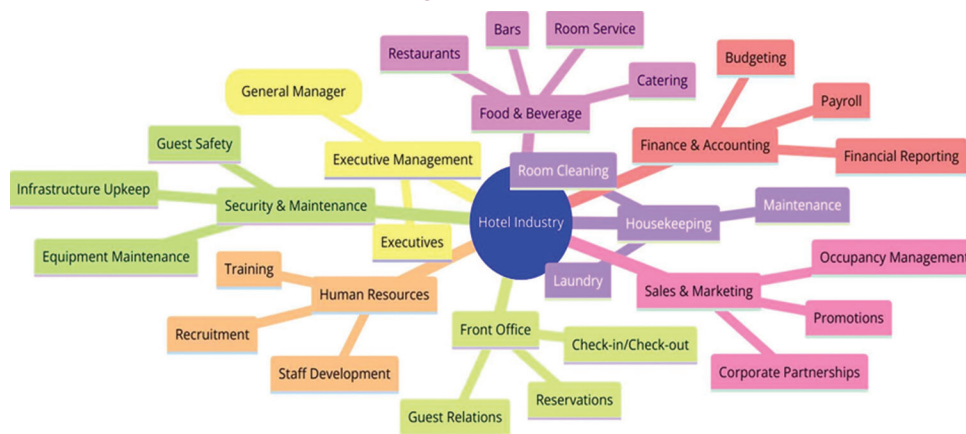 Bars
Room Service
Restaurants
Budgeting
Catering
General Manager
Payroll
Food & Beverage
Guest Safety
Finance & Accounting
Executive Management
Financial Reporting
Room Cleaning
Infrastructure Upkeep
Security & Maintenance
Maintenance
Hotel Industry
Housekeeping
Executives
Equipment Maintenance
Occupancy Management
Training
Laundry
Human Resources
Sales & Marketing
Promotions
Front Office
Recruitment
Check-in/Check-out
Staff Development
Corporate Partnerships
Reservations
Guest Relations